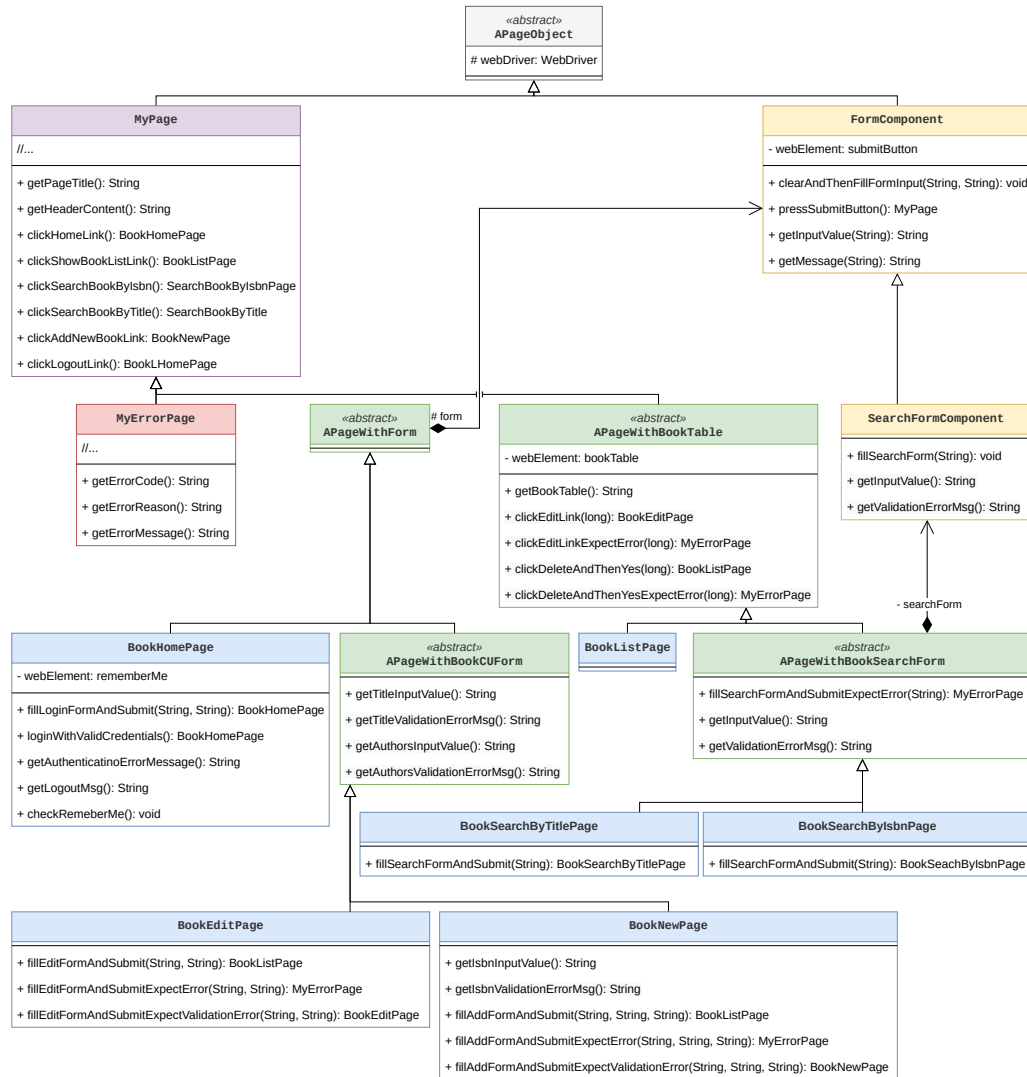 «abstract»
APageObject
# webDriver: WebDriver
MyPage
//...
+ getPageTitle(): String
+ getHeaderContent(): String
+ clickHomeLink(): BookHomePage
+ clickShowBookListLink(): BookListPage
+ clickSearchBookByIsbn(): SearchBookByIsbnPage
+ clickSearchBookByTitle(): SearchBookByTitle
+ clickAddNewBookLink: BookNewPage
+ clickLogoutLink(): BookLHomePage
FormComponent
- webElement: submitButton
+ clearAndThenFillFormInput(String, String): void
+ pressSubmitButton(): MyPage
+ getInputValue(String): String
+ getMessage(String): String
MyErrorPage
//...
+ getErrorCode(): String
+ getErrorReason(): String
+ getErrorMessage(): String
«abstract»
APageWithForm
# form
«abstract»
APageWithBookTable
- webElement: bookTable
+ getBookTable(): String
+ clickEditLink(long): BookEditPage
+ clickEditLinkExpectError(long): MyErrorPage
+ clickDeleteAndThenYes(long): BookListPage
+ clickDeleteAndThenYesExpectError(long): MyErrorPage
SearchFormComponent
+ fillSearchForm(String): void
+ getInputValue(): String
+ getValidationErrorMsg(): String
- searchForm
BookHomePage
- webElement: rememberMe
+ fillLoginFormAndSubmit(String, String): BookHomePage
+ loginWithValidCredentials(): BookHomePage
+ getAuthenticatinoErrorMessage(): String
+ getLogoutMsg(): String
+ checkRemeberMe(): void
«abstract»
APageWithBookCUForm
+ getTitleInputValue(): String
+ getTitleValidationErrorMsg(): String
+ getAuthorsInputValue(): String
+ getAuthorsValidationErrorMsg(): String
BookListPage
«abstract»
APageWithBookSearchForm
+ fillSearchFormAndSubmitExpectError(String): MyErrorPage
+ getInputValue(): String
+ getValidationErrorMsg(): String
BookSearchByTitlePage
+ fillSearchFormAndSubmit(String): BookSearchByTitlePage
BookSearchByIsbnPage
+ fillSearchFormAndSubmit(String): BookSeachByIsbnPage
BookEditPage
+ fillEditFormAndSubmit(String, String): BookListPage
+ fillEditFormAndSubmitExpectError(String, String): MyErrorPage
+ fillEditFormAndSubmitExpectValidationError(String, String): BookEditPage
BookNewPage
+ getIsbnInputValue(): String
+ getIsbnValidationErrorMsg(): String
+ fillAddFormAndSubmit(String, String, String): BookListPage
+ fillAddFormAndSubmitExpectError(String, String, String): MyErrorPage
+ fillAddFormAndSubmitExpectValidationError(String, String, String): BookNewPage